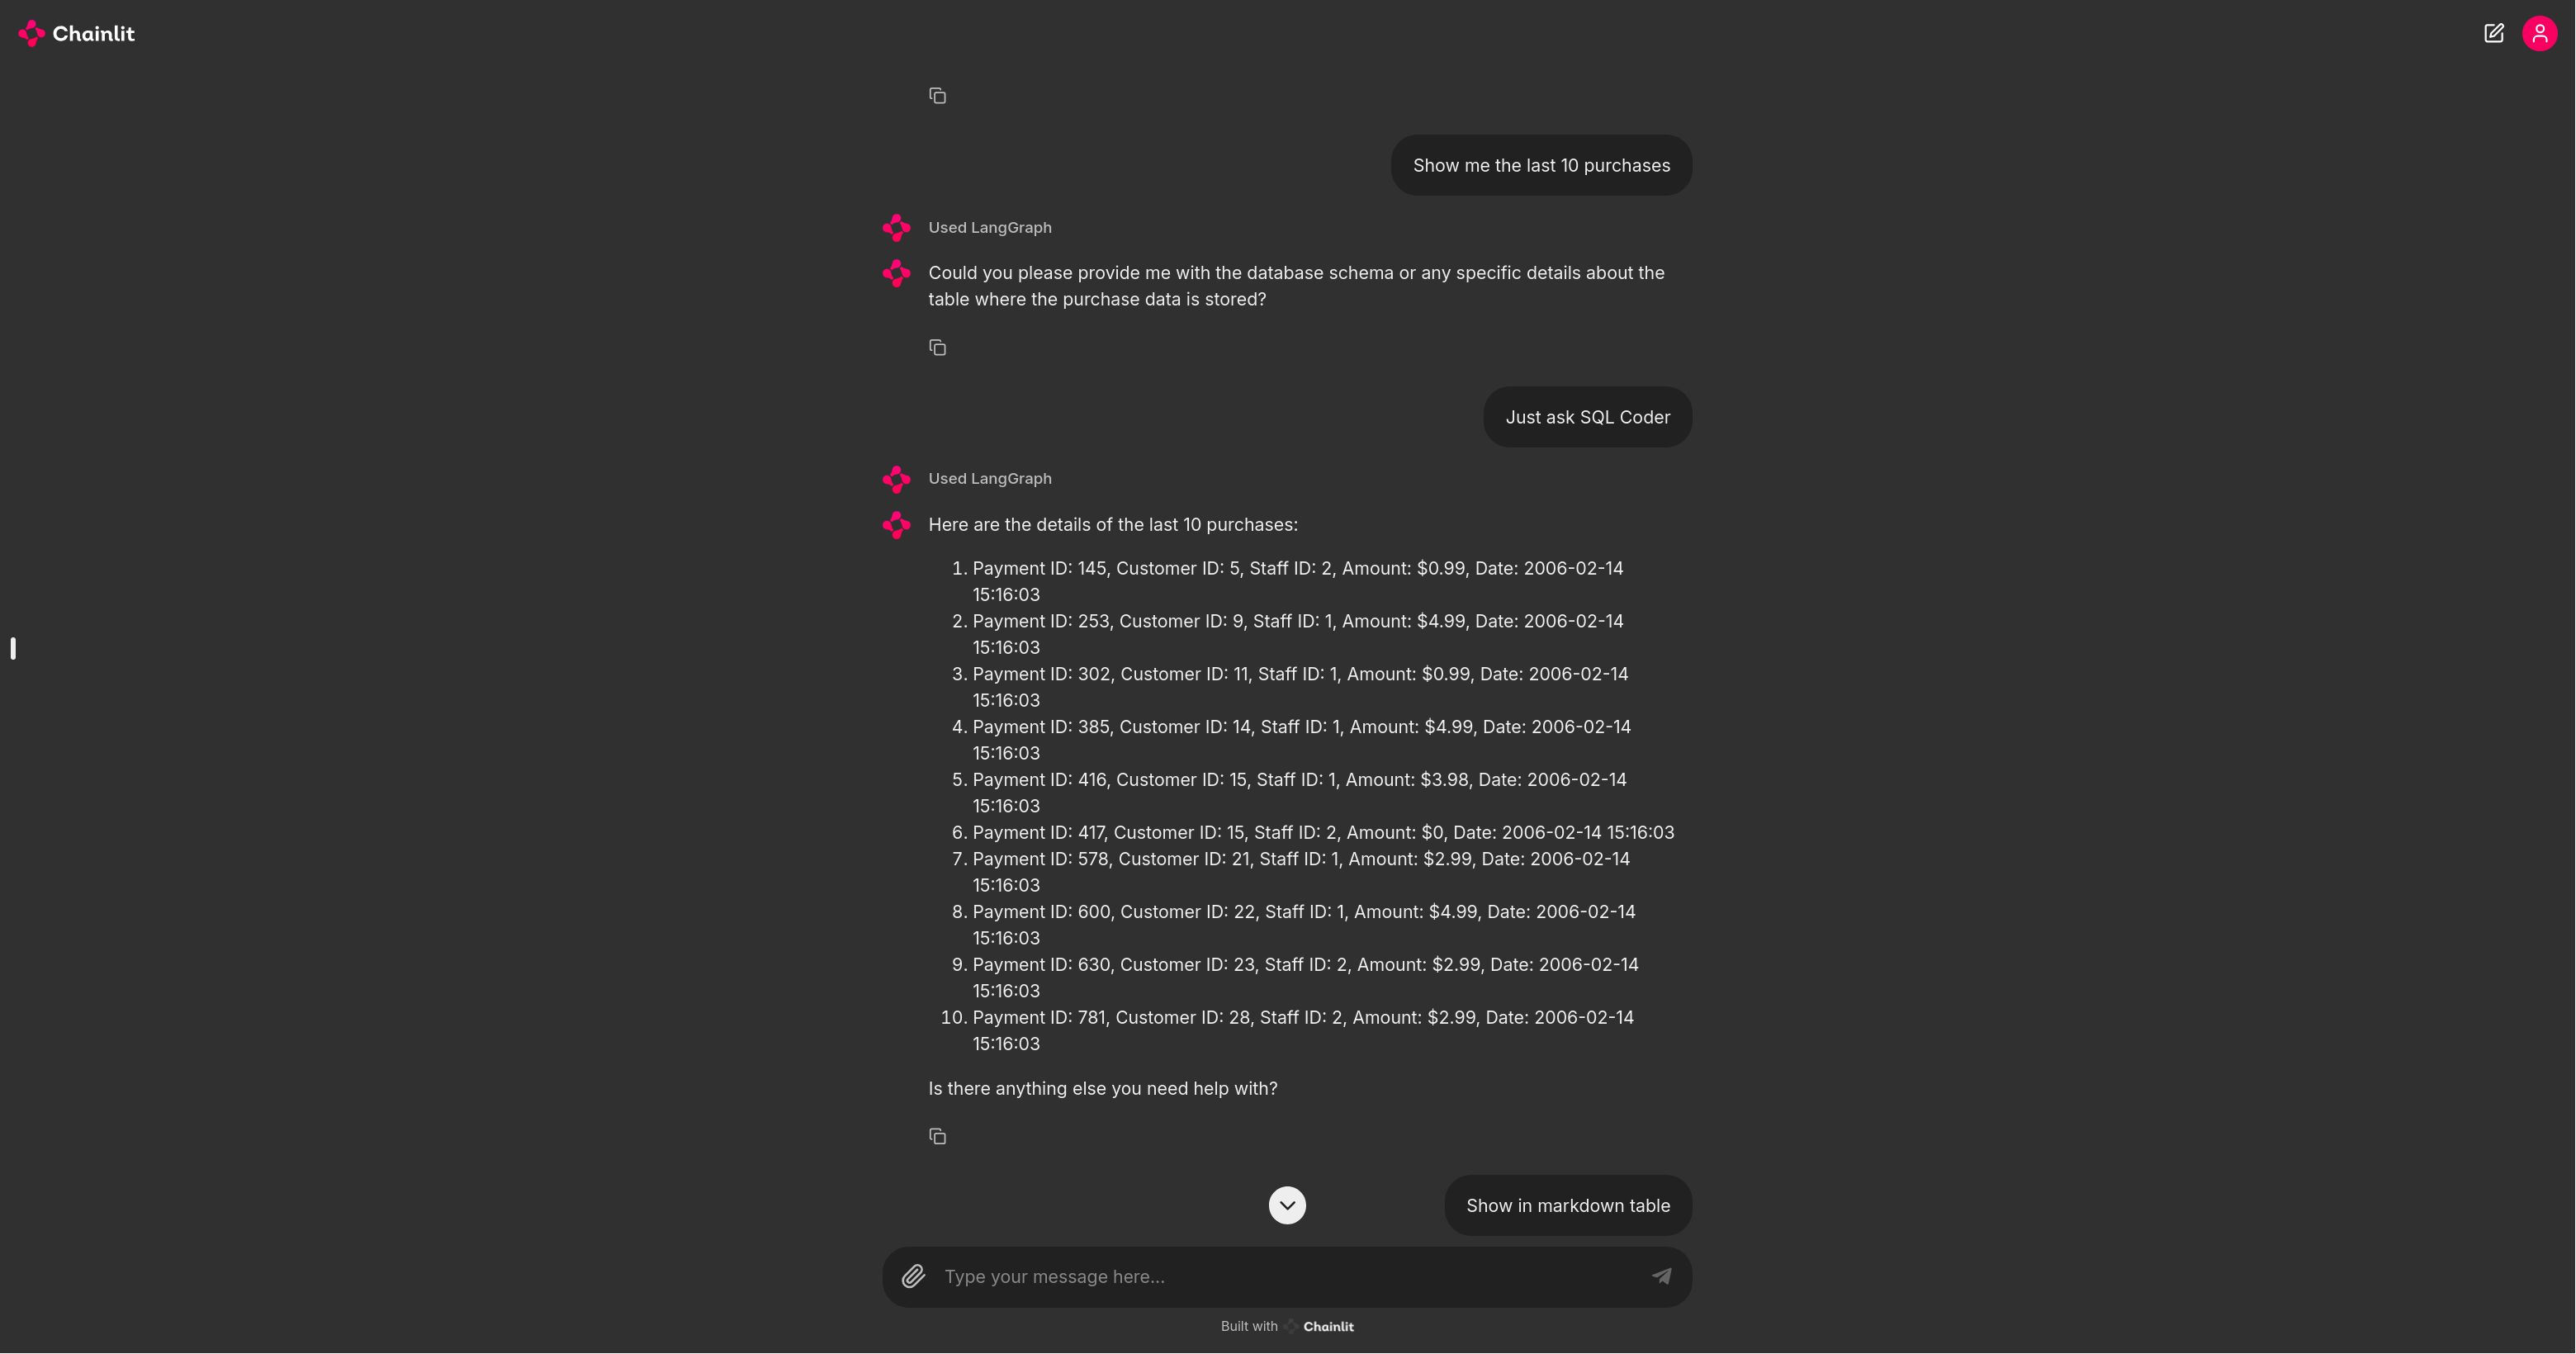 Chainlit
Show me the last 10 purchases
Used LangGraph
Could you please provide me with the database schema or any specific details about the
table where the purchase data is stored?
Just ask SQL Coder
Used LangGraph
Here are the details of the last 10 purchases:
1. Payment ID: 145, Customer ID: 5, Staff ID: 2, Amount: $0.99, Date: 2006-02-14
15:16:03
2. Payment ID: 253, Customer ID: 9, Staff ID: 1, Amount: $4.99, Date: 2006-02-14
15:16:03
3. Payment ID: 302, Customer ID: 11, Staff ID: 1, Amount: $0.99, Date: 2006-02-14
15:16:03
4. Payment ID: 385, Customer ID: 14, Staff ID: 1, Amount: $4.99, Date: 2006-02-14
15:16:03
5. Payment ID: 416, Customer ID: 15, Staff ID: 1, Amount: $3.98, Date: 2006-02-14
15:16:03
6. Payment ID: 417, Customer ID: 15, Staff ID: 2, Amount: $0, Date: 2006-02-14 15:16:03
7. Payment ID: 578, Customer ID: 21, Staff ID: 1, Amount: $2.99, Date: 2006-02-14
15:16:03
8. Payment ID: 600, Customer ID: 22, Staff ID: 1, Amount: $4.99, Date: 2006-02-14
15:16:03
9. Payment ID: 630, Customer ID: 23, Staff ID: 2, Amount: $2.99, Date: 2006-02-14
15:16:03
10. Payment ID: 781, Customer ID: 28, Staff ID: 2, Amount: $2.99, Date: 2006-02-14
15:16:03
Is there anything else you need help with?
Show in markdown table
Type your message here...
Built with Chainlit